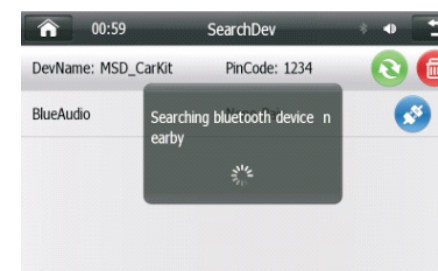 00:59 SearchDev
DevName: MSD_CarKit PinCode: 1234
BlueAudio
Searching bluetooth device n
earby